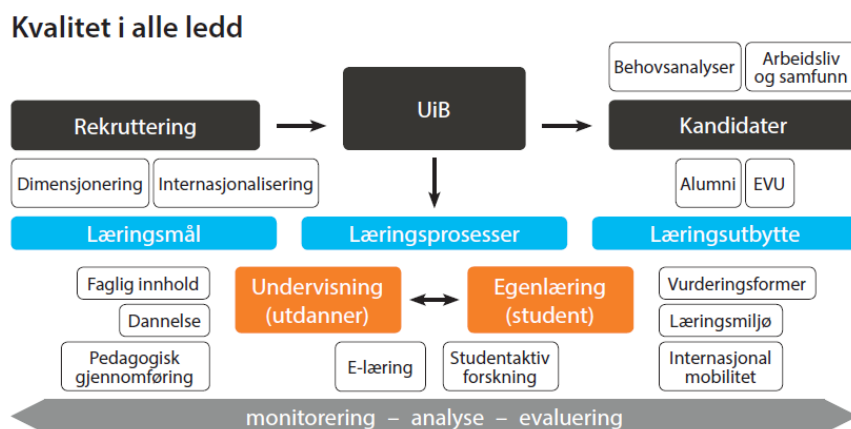 Kvalitet i alle ledd
Behovsanalyser
Arbeidsliv
og samfunn
Rekruttering
UiB
Kandidater
Dimensjonering
Internasjonalisering
Alumni
EVU
Læringsmål
Læringsprosesser
Læringsutbytte
Faglig innhold
Dannelse
Pedagogisk
gjennomføring
Undervisning
(utdanner)
Egenlæring
(student)
E-læring
Studentaktiv
forskning
Vurderingsformer
Læringsmiljø
Internasjonal
mobilitet
monitorering – analyse – evaluering